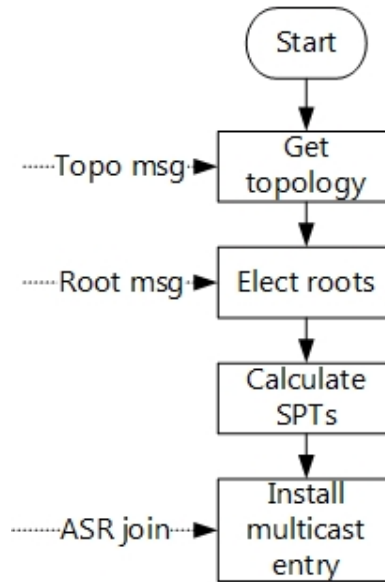 Start
Get
Topo msg
topology
Root msg
Elect roots
Calculate
SPTs
Install
ASR join
multicast
entry